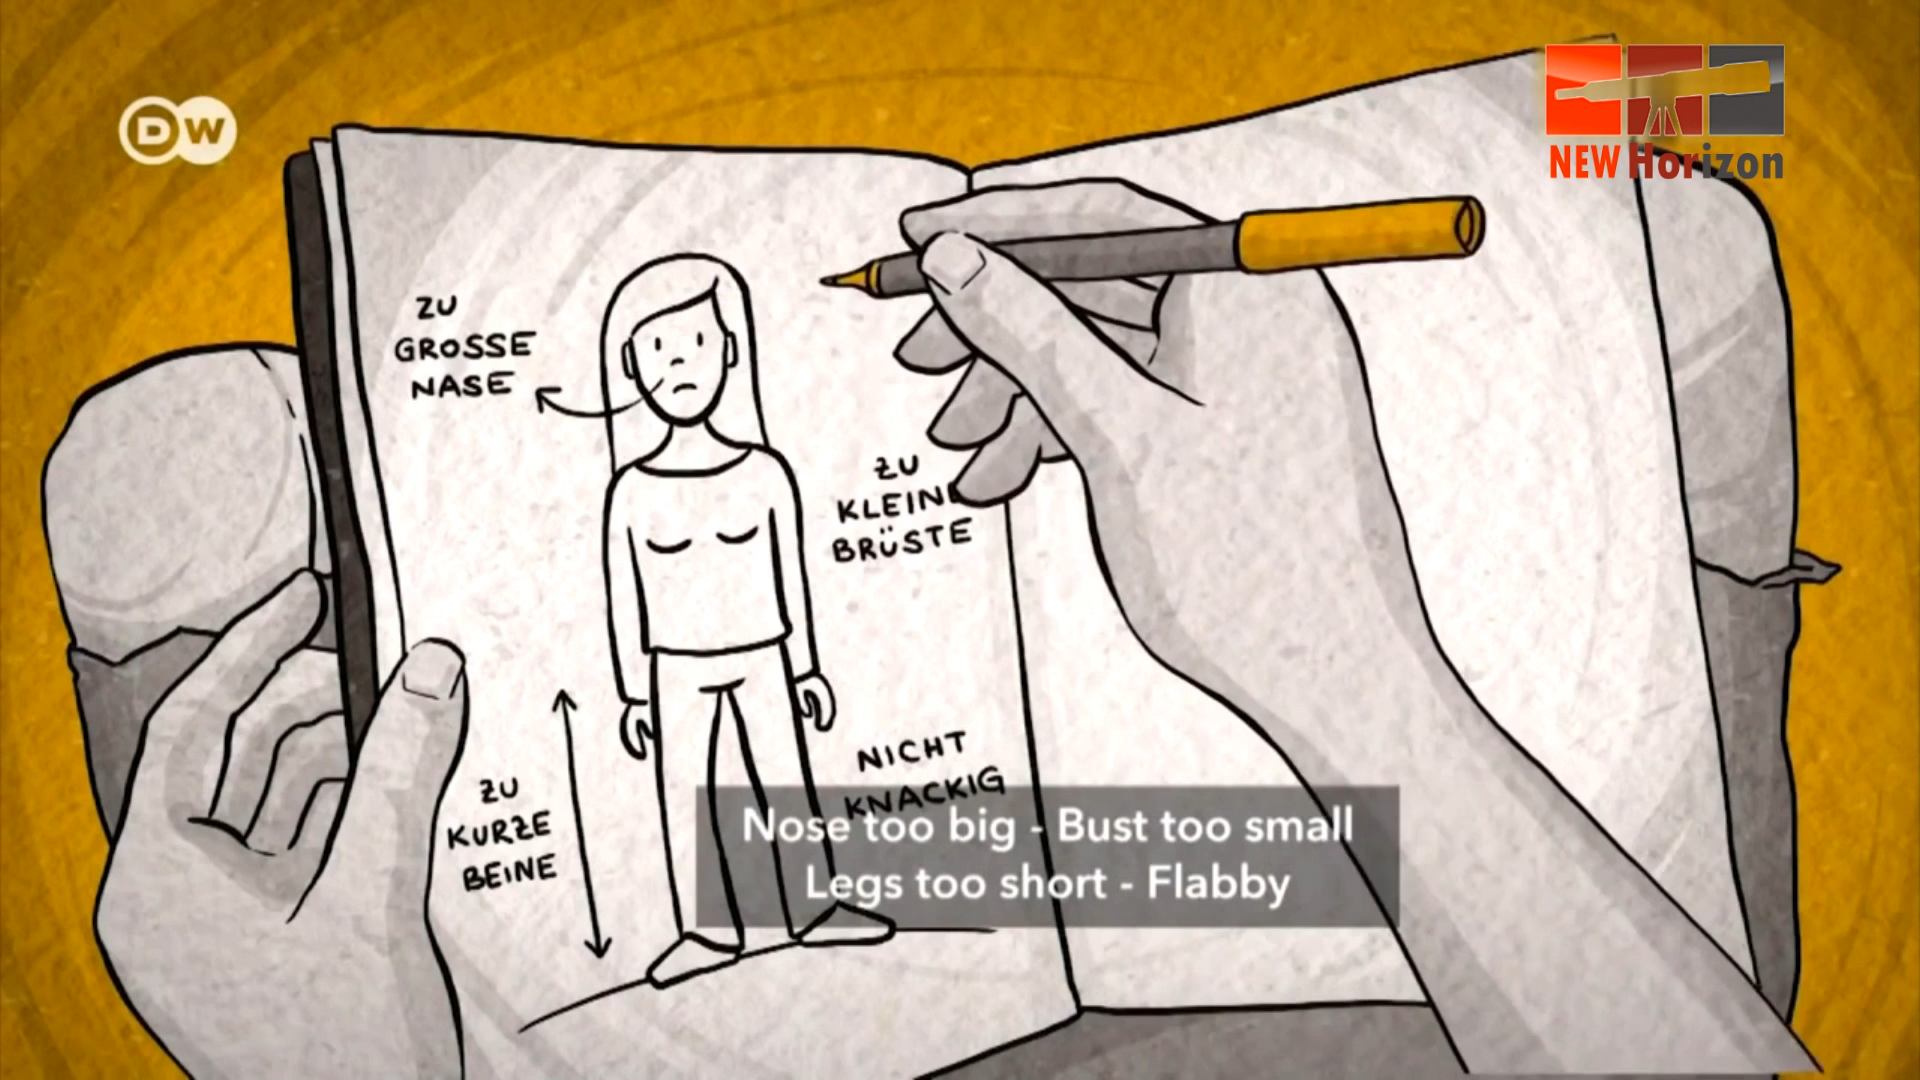 DW
NEW Horizon
ZU
GROSSE
NASE
ZU
KLEINE
BRÜSTE
ZU
KURZE
BEINE
NICHT
KNACKIG
Nose too big - Bust too small
Legs too short - Flabby